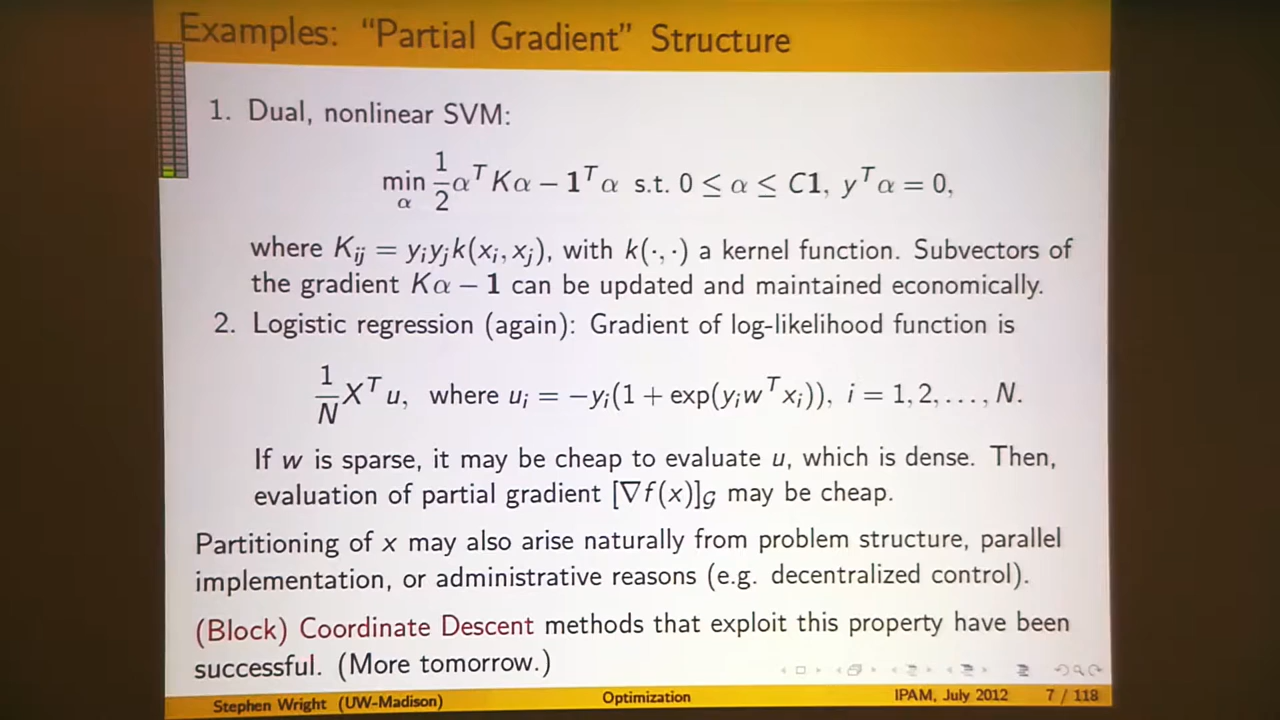 Examples: “Partial Gradient” Structure
1. Dual, nonlinear SVM:
min_α 1/2 α^T Kα − 1^T α s.t. 0 ≤ α ≤ C1, y^T α = 0,
where K_ij = y_i y_j k(x_i, x_j), with k(·, ·) a kernel function. Subvectors of
the gradient Kα − 1 can be updated and maintained economically.
2. Logistic regression (again): Gradient of log-likelihood function is
1/N X^T u, where u_i = −y_i(1 + exp(y_i w^T x_i)), i = 1, 2, . . . , N.
If w is sparse, it may be cheap to evaluate u, which is dense. Then,
evaluation of partial gradient [∇f(x)]_G may be cheap.
Partitioning of x may also arise naturally from problem structure, parallel
implementation, or administrative reasons (e.g. decentralized control).
(Block) Coordinate Descent methods that exploit this property have been
successful. (More tomorrow.)
Stephen Wright (UW-Madison) Optimization IPAM, July 2012 7 / 118